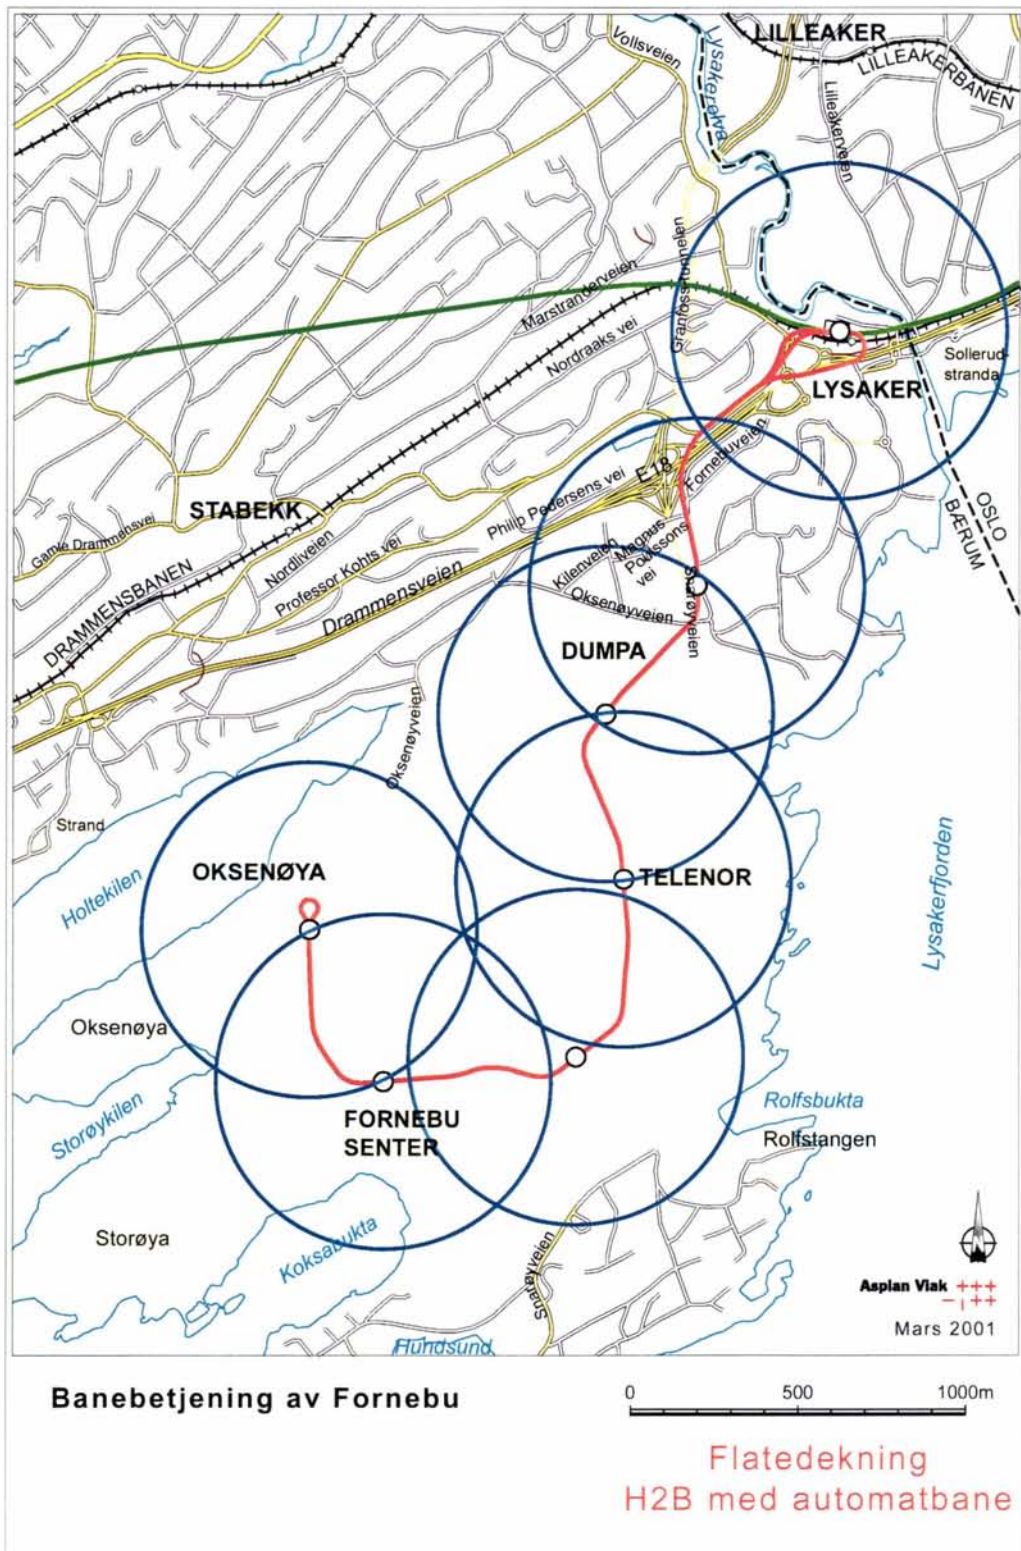 LILLEAKER
Vollsveien
Lysakerelva
LILLEAKERBANEN
Lilleakerveien
Granfosstunnelen
Marstranderveien
Nordraaks vei
Sollerud-
stranda
LYSAKER
E18
Fornebuveien
Philip Pedersens vei
STABEKK
OSLO
BÆRUM
Gamle Drammensvei
Nordliveien
Professor Kohts vei
Kilenveien
Magnus
Poulssons
vei
DRAMMENSBANEN
Drammensveien
Oksenøyveien
Snarøyveien
DUMPA
Oksenøyveien
Strand
Holtekilen
OKSENØYA
TELENOR
Lysakerfjorden
Oksenøya
Storøykilen
FORNEBU
SENTER
Rolfsbukta
Rolfstangen
Storøya
Koksabukta
Snarøyveien
Hundsund
Asplan Viak
Mars 2001
Banebetjening av Fornebu
0 500 1000m
Flatedekning
H2B med automatbane